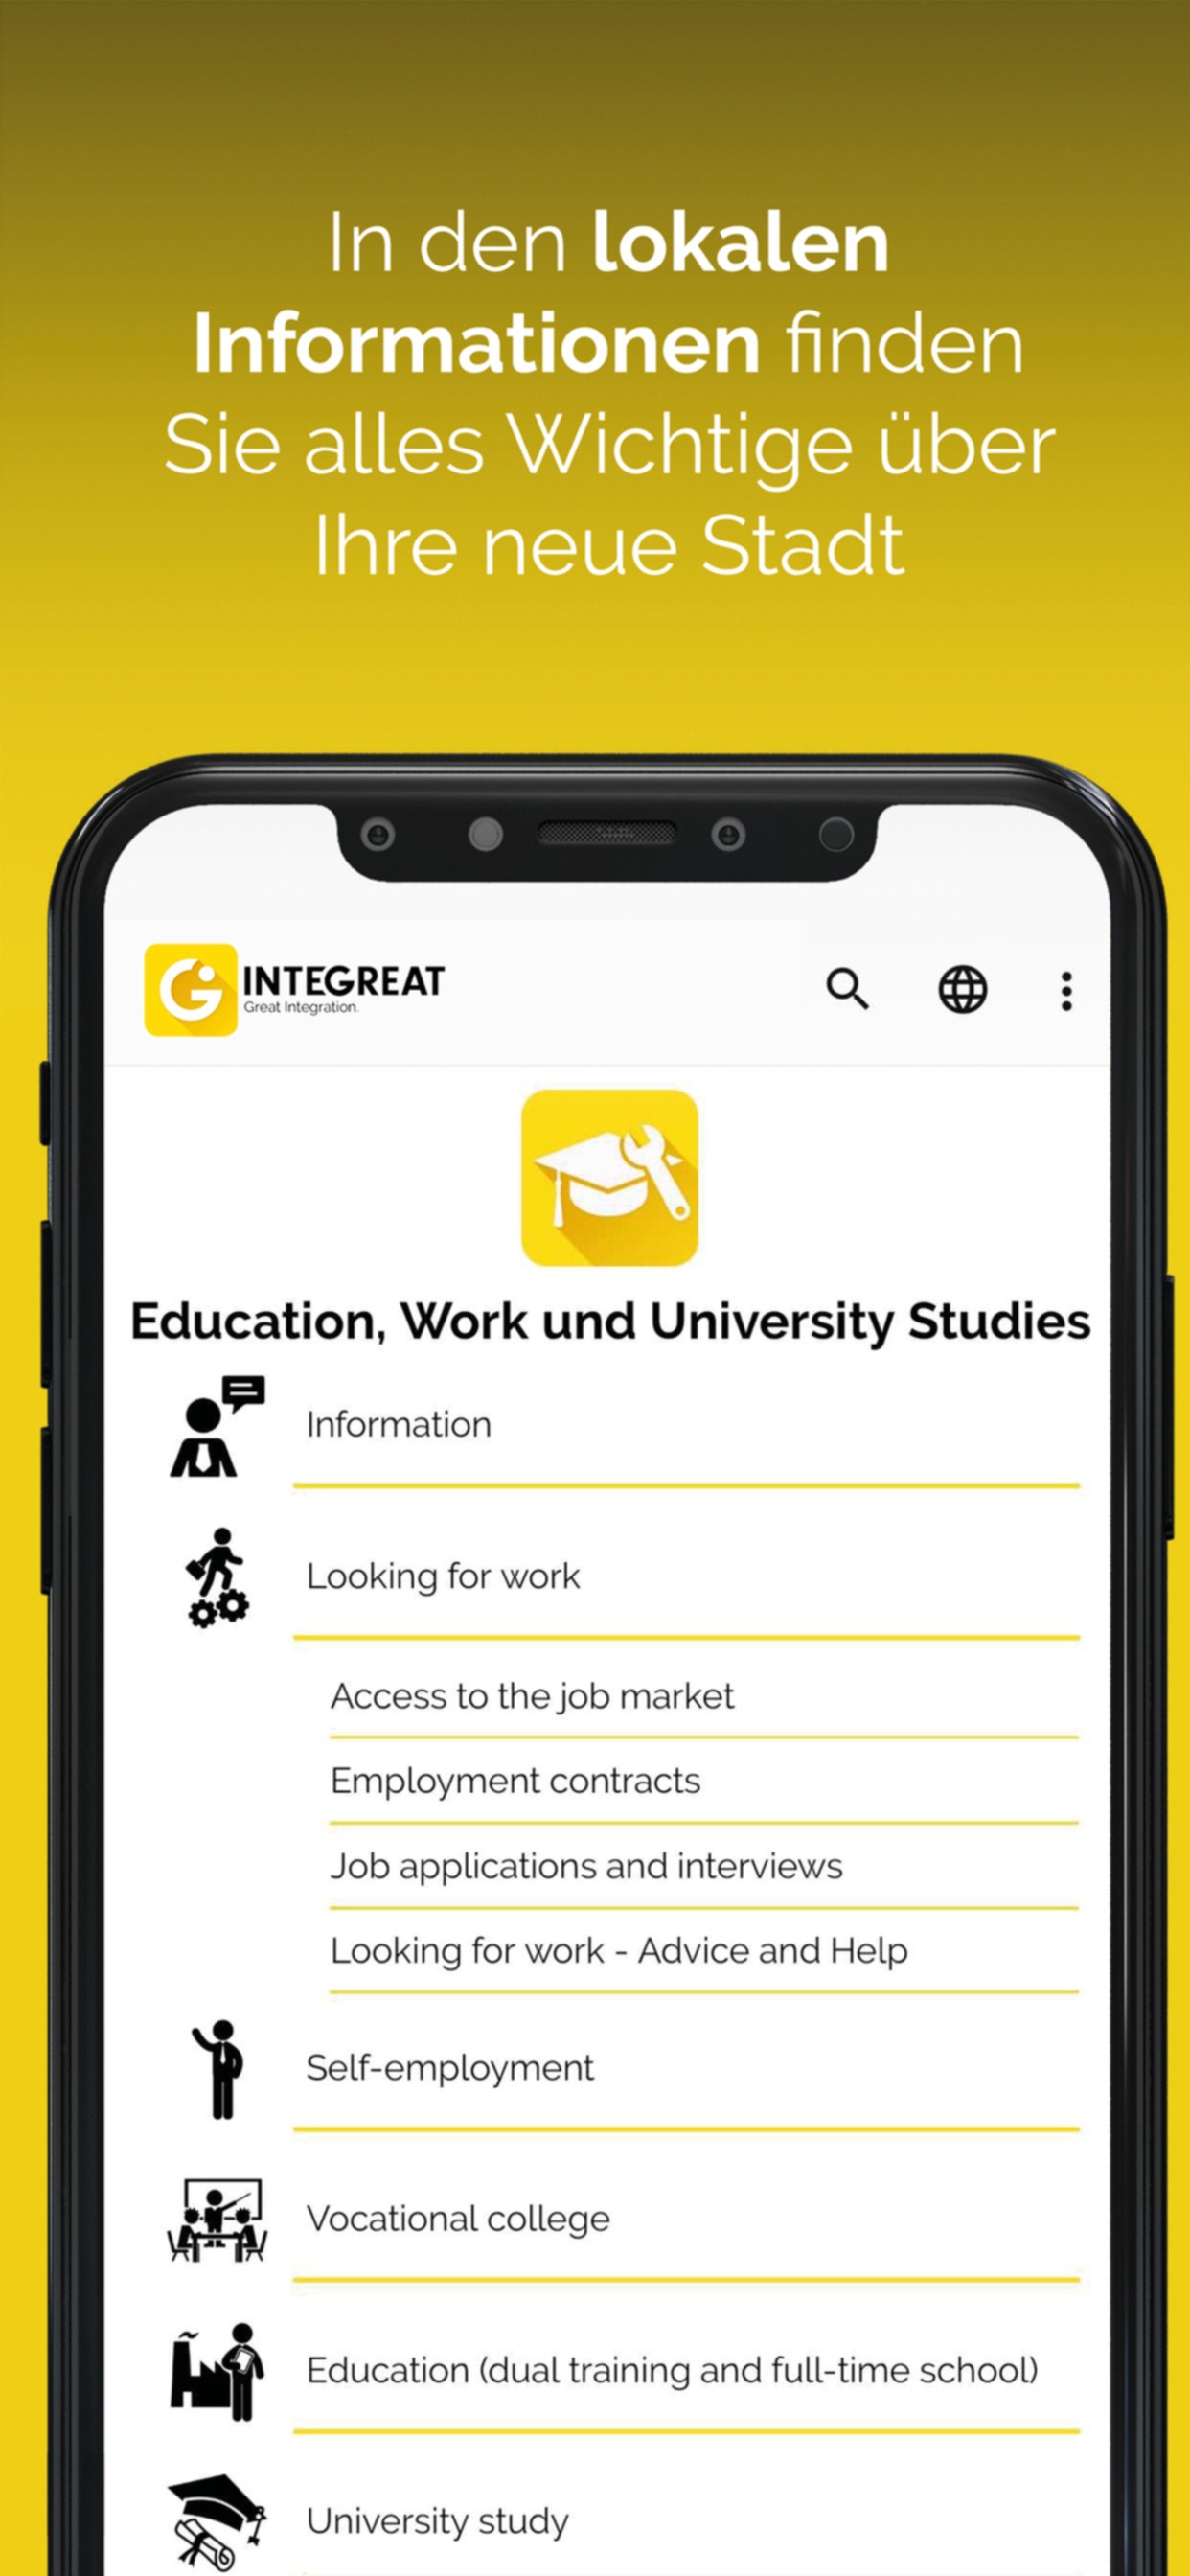 In den lokalen
Informationen finden
Sie alles Wichtige über
Ihre neue Stadt
INTEGREAT
Great Integration.
Education, Work und University Studies
Information
Looking for work
Access to the job market
Employment contracts
Job applications and interviews
Looking for work - Advice and Help
Self-employment
Vocational college
Education (dual training and full-time school)
University study